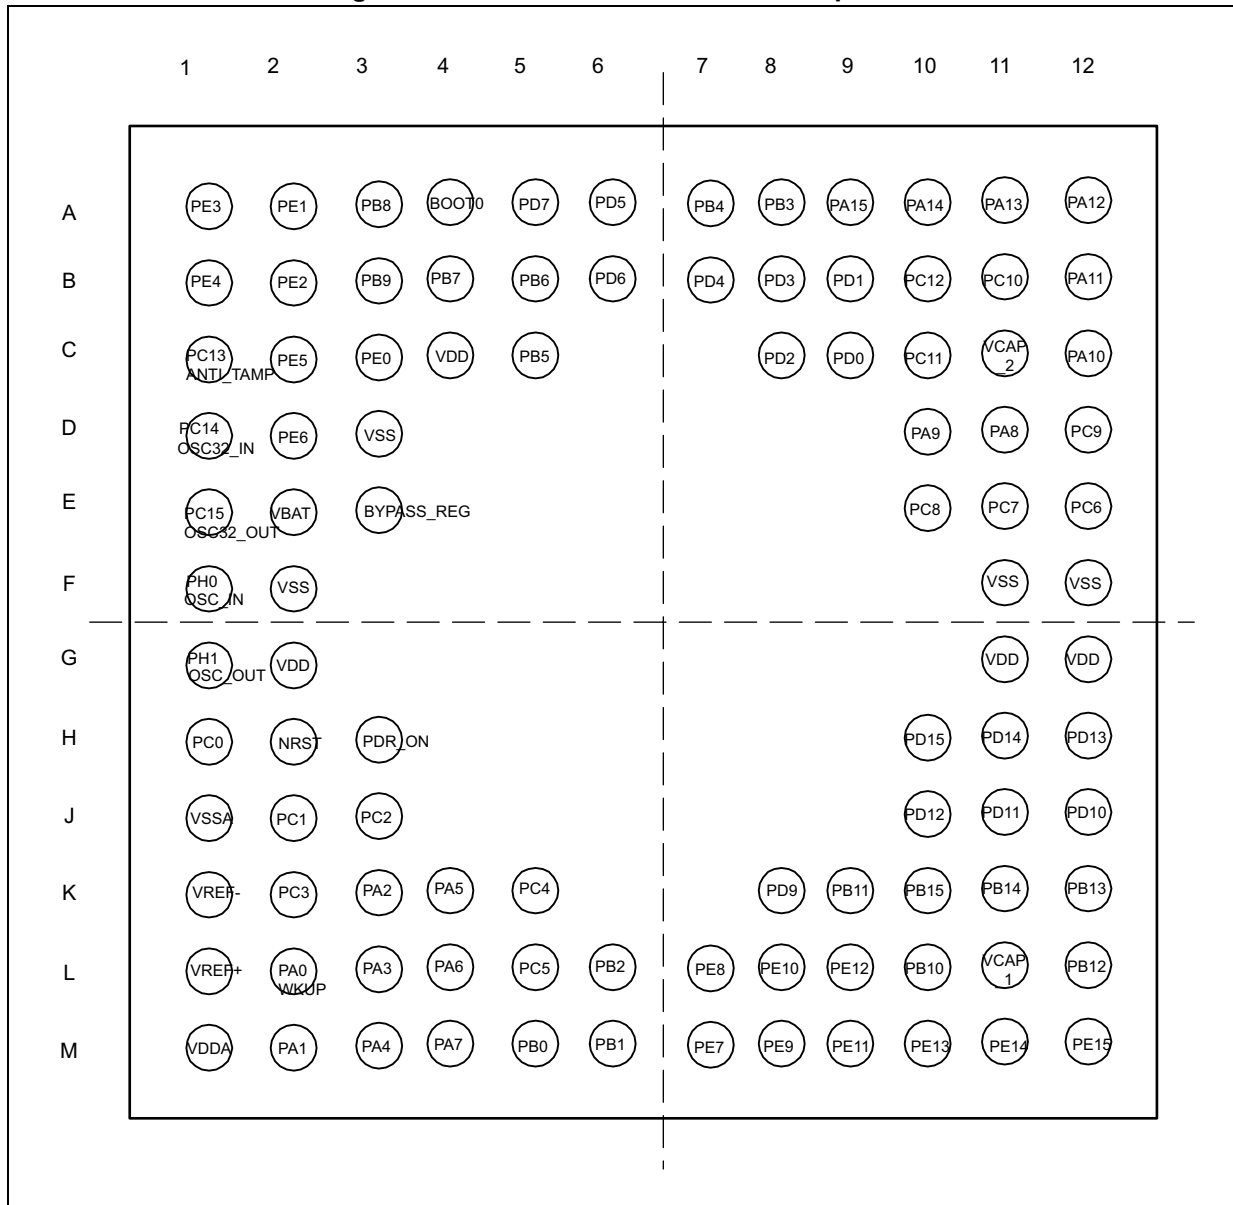 1 2 3 4 5 6 7 8 9 10 11 12
A PE3 PE1 PB8 BOOT0 PD7 PD5 PB4 PB3 PA15 PA14 PA13 PA12
B PE4 PE2 PB9 PB7 PB6 PD6 PD4 PD3 PD1 PC12 PC10 PA11
C PC13 PE5 PE0 VDD PB5 PD2 PD0 PC11 VCAP PA10
ANTI_TAMP _2
D PC14 PE6 VSS PA9 PA8 PC9
OSC32_IN
E PC15 VBAT BYPASS_REG PC8 PC7 PC6
OSC32_OUT
F PH0 VSS VSS VSS
OSC_IN
G PH1 VDD VDD VDD
OSC_OUT
H PC0 NRST PDR_ON PD15 PD14 PD13
J VSSA PC1 PC2 PD12 PD11 PD10
K VREF- PC3 PA2 PA5 PC4 PD9 PB11 PB15 PB14 PB13
L VREF+ PA0 PA3 PA6 PC5 PB2 PE8 PE10 PE12 PB10 VCAP PB12
WKUP _1
M VDDA PA1 PA4 PA7 PB0 PB1 PE7 PE9 PE11 PE13 PE14 PE15